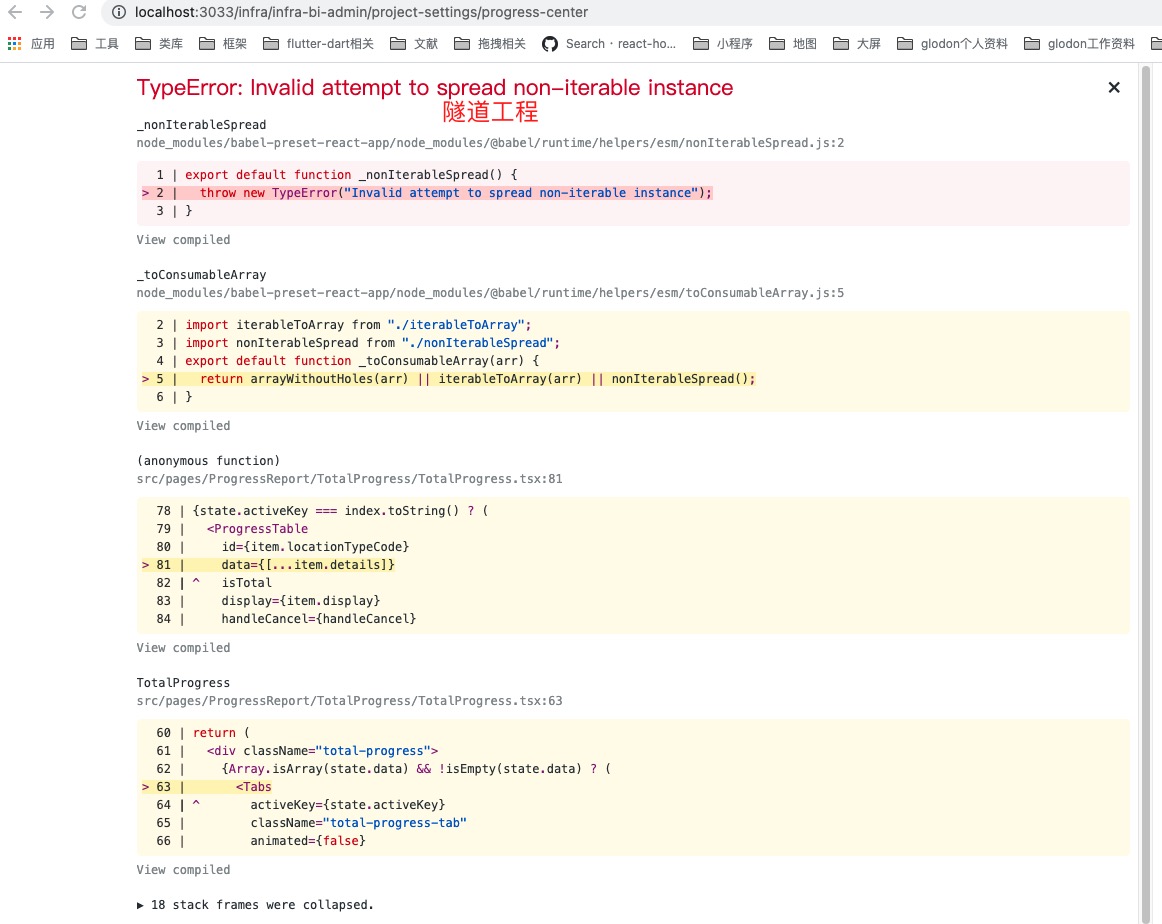 localhost:3033/infra/infra-bi-admin/project-settings/progress-center
应用 工具 类库 框架 flutter-dart相关 文献 拖拽相关 Search · react-ho... 小程序 地图 大屏 glodon个人资料 glodon工作资料
TypeError: Invalid attempt to spread non-iterable instance
隧道工程
_nonIterableSpread
node_modules/babel-preset-react-app/node_modules/@babel/runtime/helpers/esm/nonIterableSpread.js:2
1 | export default function _nonIterableSpread() {
> 2 |   throw new TypeError("Invalid attempt to spread non-iterable instance");
3 | }
View compiled
_toConsumableArray
node_modules/babel-preset-react-app/node_modules/@babel/runtime/helpers/esm/toConsumableArray.js:5
2 | import iterableToArray from "./iterableToArray";
3 | import nonIterableSpread from "./nonIterableSpread";
4 | export default function _toConsumableArray(arr) {
> 5 |   return arrayWithoutHoles(arr) || iterableToArray(arr) || nonIterableSpread();
6 | }
View compiled
(anonymous function)
src/pages/ProgressReport/TotalProgress/TotalProgress.tsx:81
78 | {state.activeKey === index.toString() ? (
79 |   <ProgressTable
80 |     id={item.locationTypeCode}
> 81 |     data={[...item.details]}
82 | ^   isTotal
83 |     display={item.display}
84 |     handleCancel={handleCancel}
View compiled
TotalProgress
src/pages/ProgressReport/TotalProgress/TotalProgress.tsx:63
60 | return (
61 |   <div className="total-progress">
62 |     {Array.isArray(state.data) && !isEmpty(state.data) ? (
> 63 |       <Tabs
64 | ^       activeKey={state.activeKey}
65 |         className="total-progress-tab"
66 |         animated={false}
View compiled
▶ 18 stack frames were collapsed.